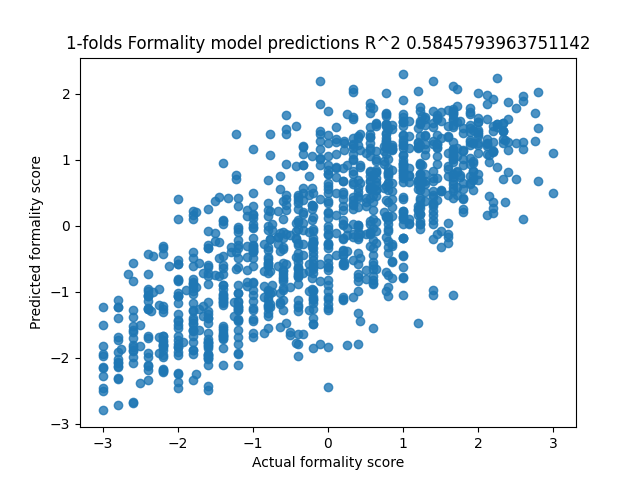 1-folds Formality model predictions R^2 0.5845793963751142
Predicted formality score
2
1
0
−1
−2
−3
−3 −2 −1 0 1 2 3
Actual formality score